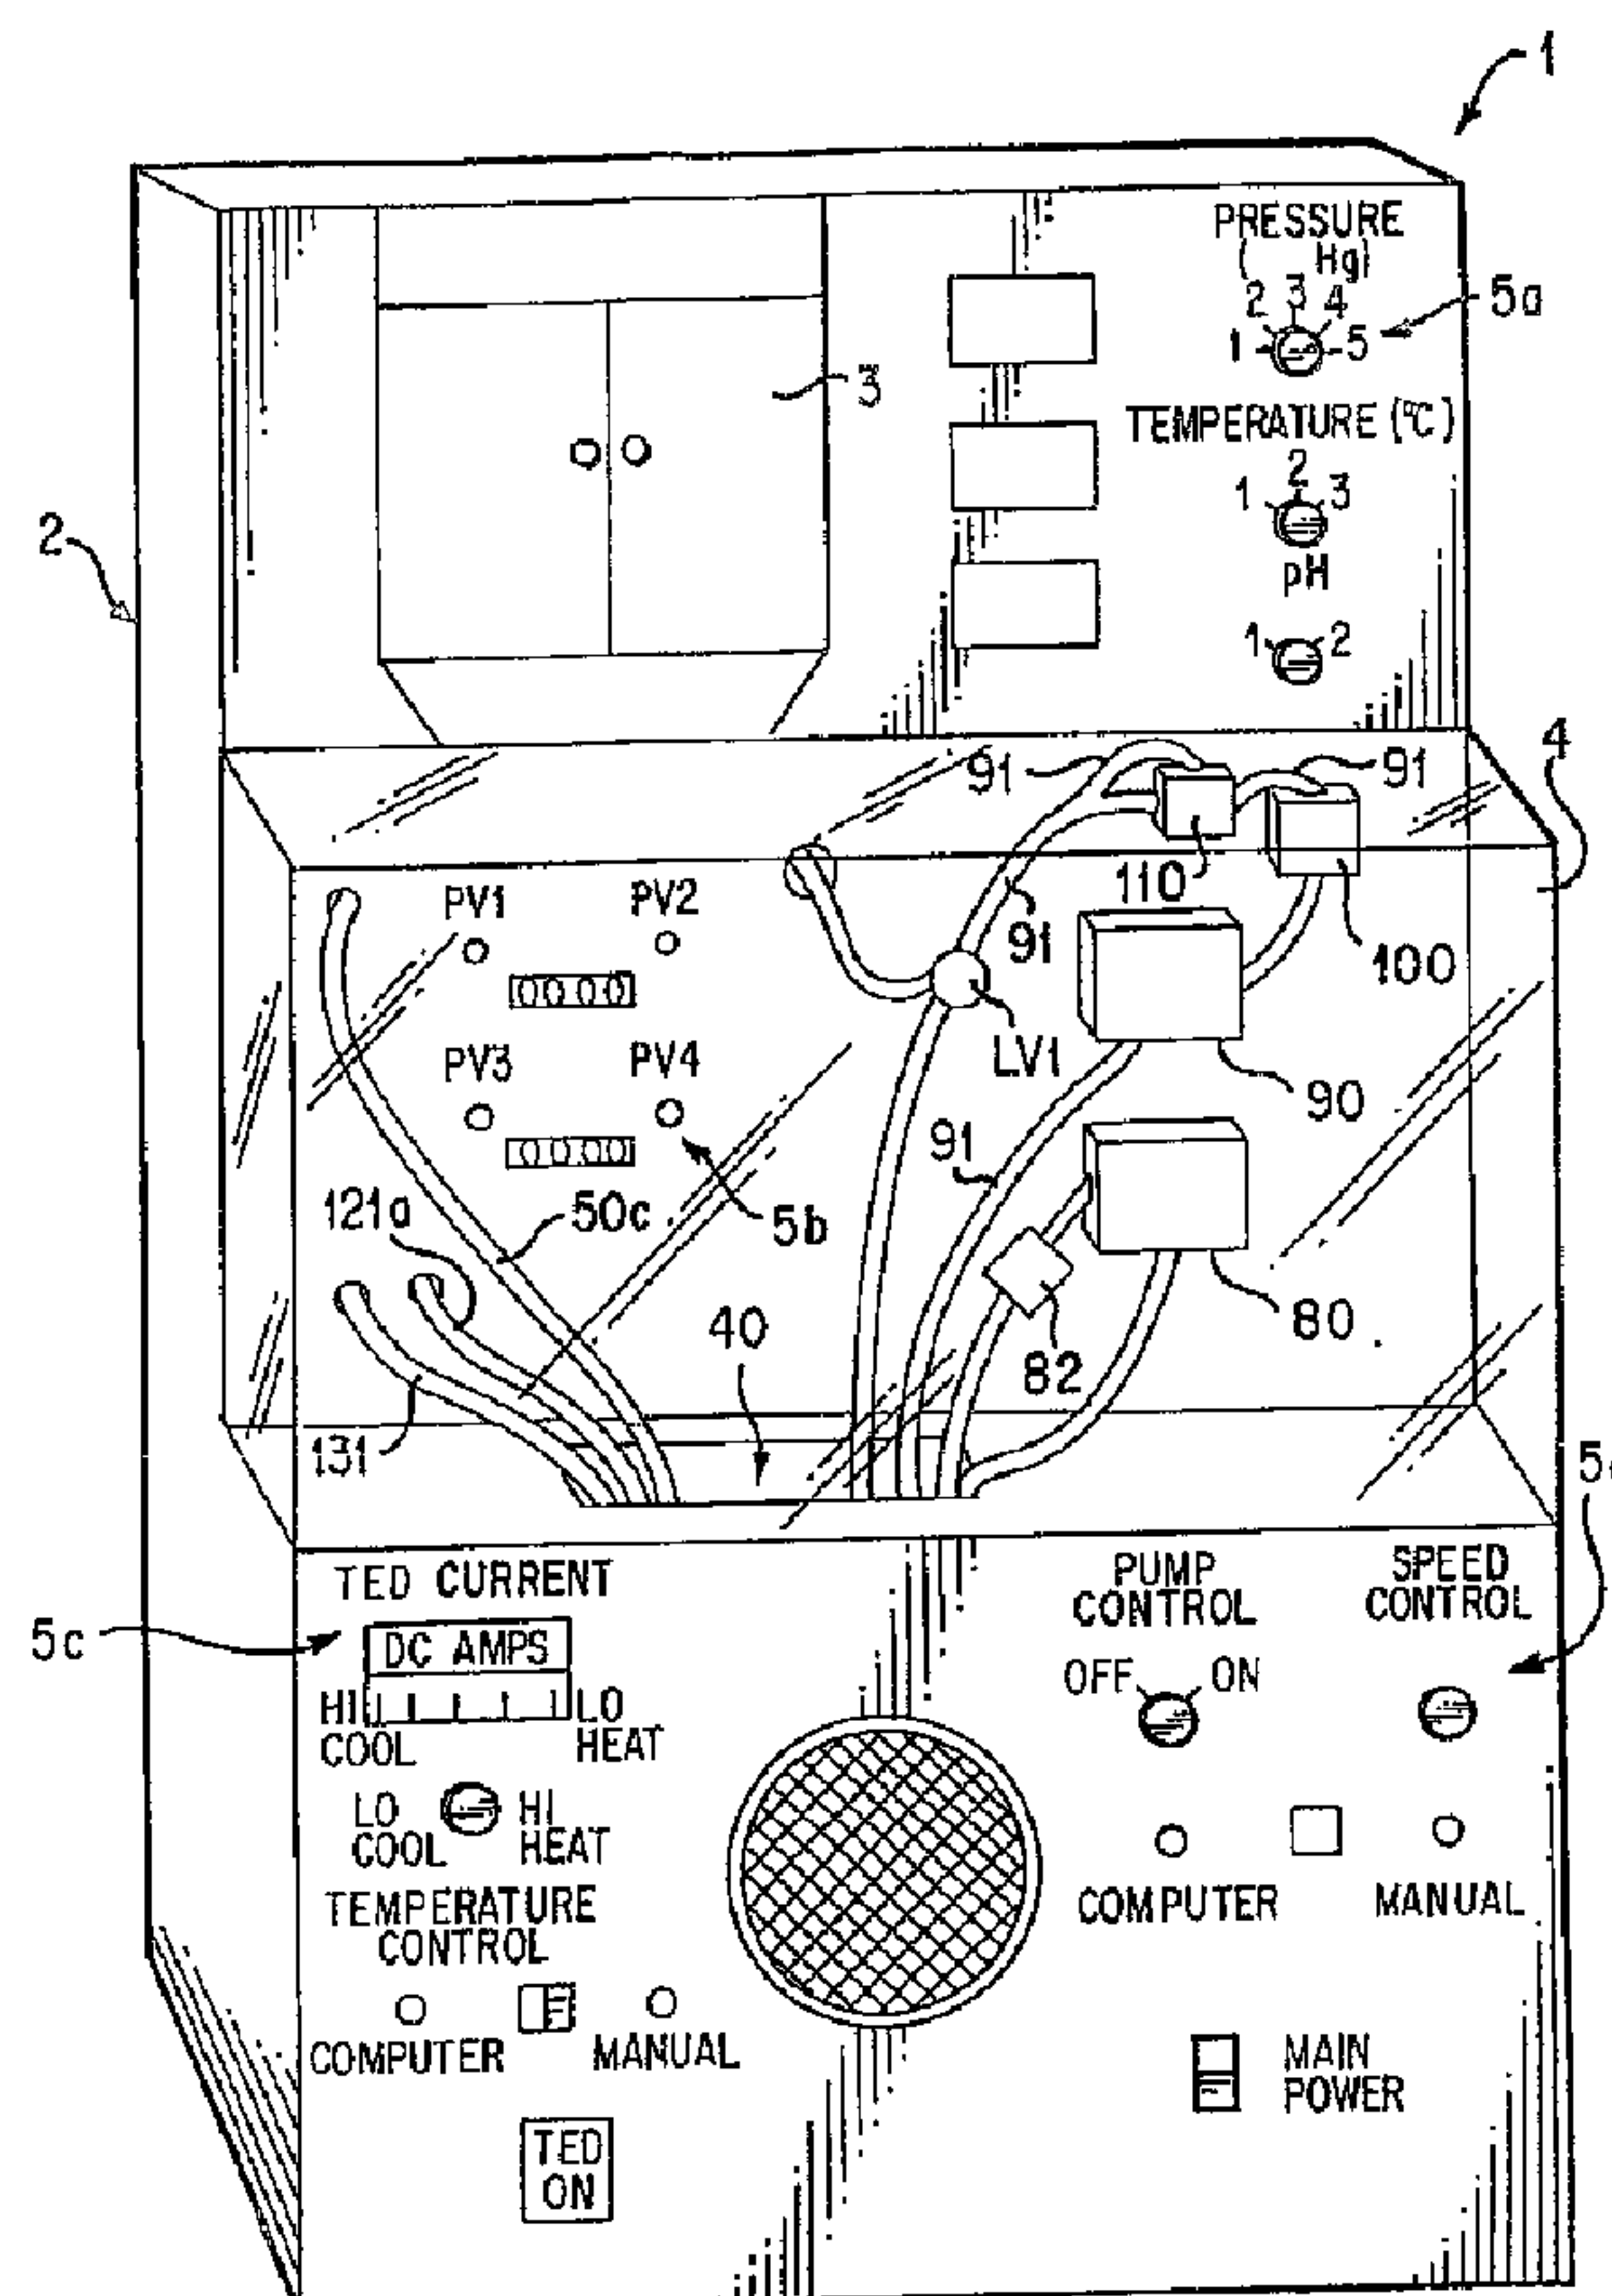 1
PRESSURE
( Hg)
2 3 4
1 5
5a
3
TEMPERATURE (°C)
2
1 3
2
pH
1 2
4
91
91
110
100
PV1 PV2
91
0000
LV1
PV3 PV4
90
0000
91
121a
50c
5b
80
40
82
131
TED CURRENT
PUMP
CONTROL
SPEED
CONTROL
5c
DC AMPS
OFF ON
HI LO
COOL HEAT
LO HI
COOL HEAT
TEMPERATURE
CONTROL
COMPUTER MANUAL
COMPUTER MANUAL
MAIN
POWER
TED
ON